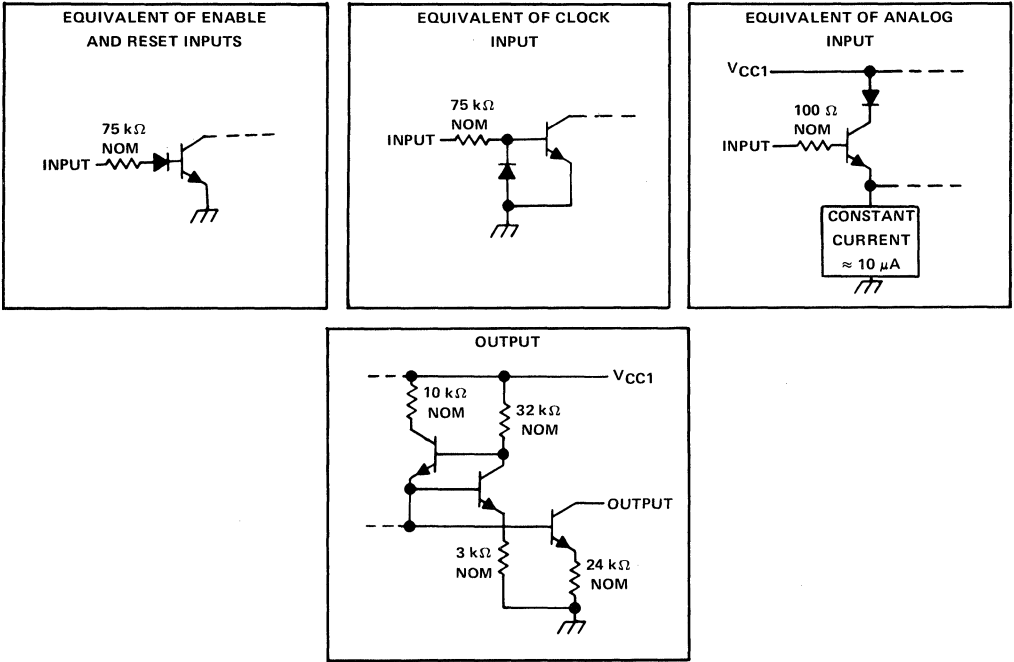 EQUIVALENT OF ENABLE
AND RESET INPUTS
75 kΩ
NOM
INPUT
EQUIVALENT OF CLOCK
INPUT
75 kΩ
NOM
INPUT
EQUIVALENT OF ANALOG
INPUT
VCC1
100 Ω
NOM
INPUT
CONSTANT
CURRENT
≈ 10 μA
OUTPUT
VCC1
10 kΩ
NOM
32 kΩ
NOM
OUTPUT
3 kΩ
NOM
24 kΩ
NOM